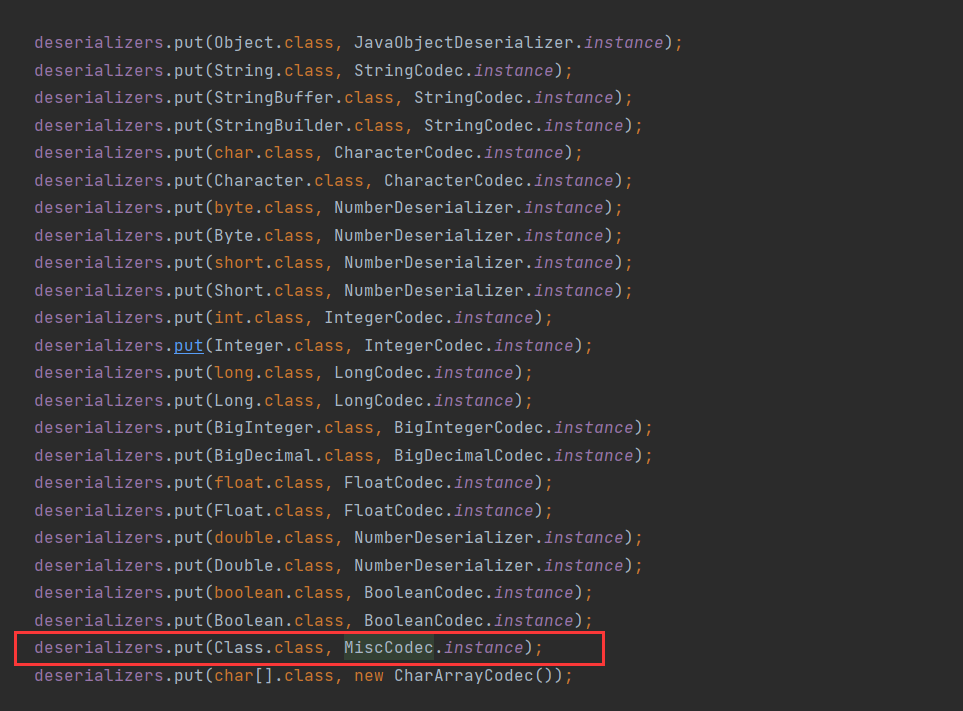 deserializers.put(Object.class, JavaObjectDeserializer.instance);
deserializers.put(String.class, StringCodec.instance);
deserializers.put(StringBuffer.class, StringCodec.instance);
deserializers.put(StringBuilder.class, StringCodec.instance);
deserializers.put(char.class, CharacterCodec.instance);
deserializers.put(Character.class, CharacterCodec.instance);
deserializers.put(byte.class, NumberDeserializer.instance);
deserializers.put(Byte.class, NumberDeserializer.instance);
deserializers.put(short.class, NumberDeserializer.instance);
deserializers.put(Short.class, NumberDeserializer.instance);
deserializers.put(int.class, IntegerCodec.instance);
deserializers.put(Integer.class, IntegerCodec.instance);
deserializers.put(long.class, LongCodec.instance);
deserializers.put(Long.class, LongCodec.instance);
deserializers.put(BigInteger.class, BigIntegerCodec.instance);
deserializers.put(BigDecimal.class, BigDecimalCodec.instance);
deserializers.put(float.class, FloatCodec.instance);
deserializers.put(Float.class, FloatCodec.instance);
deserializers.put(double.class, NumberDeserializer.instance);
deserializers.put(Double.class, NumberDeserializer.instance);
deserializers.put(boolean.class, BooleanCodec.instance);
deserializers.put(Boolean.class, BooleanCodec.instance);
deserializers.put(Class.class, MiscCodec.instance);
deserializers.put(char[].class, new CharArrayCodec());